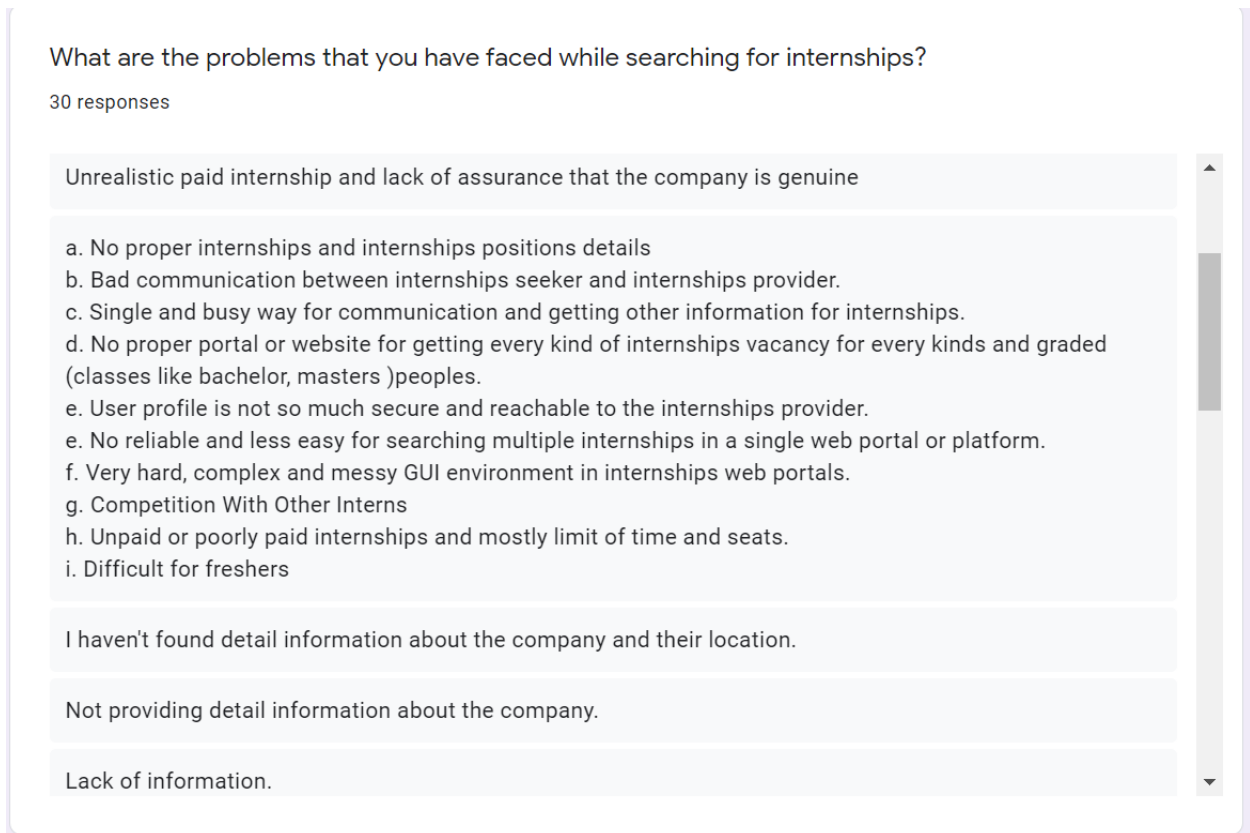 What are the problems that you have faced while searching for internships?
30 responses
Unrealistic paid internship and lack of assurance that the company is genuine
a. No proper internships and internships positions details
b. Bad communication between internships seeker and internships provider.
c. Single and busy way for communication and getting other information for internships.
d. No proper portal or website for getting every kind of internships vacancy for every kinds and graded
(classes like bachelor, masters )peoples.
e. User profile is not so much secure and reachable to the internships provider.
e. No reliable and less easy for searching multiple internships in a single web portal or platform.
f. Very hard, complex and messy GUI environment in internships web portals.
g. Competition With Other Interns
h. Unpaid or poorly paid internships and mostly limit of time and seats.
i. Difficult for freshers
I haven't found detail information about the company and their location.
Not providing detail information about the company.
Lack of information.